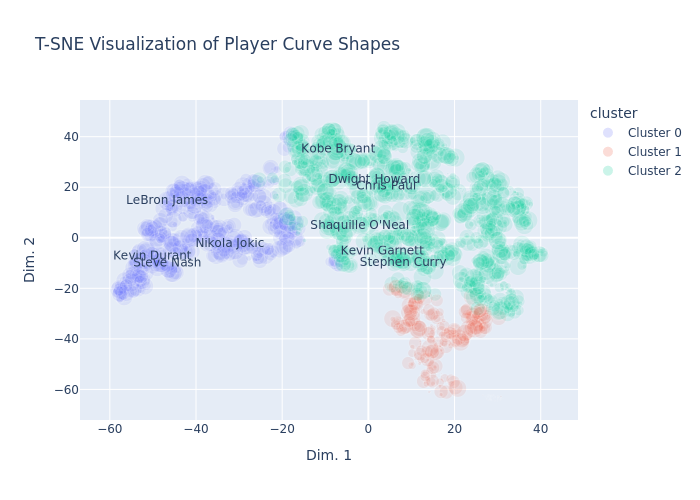 T-SNE Visualization of Player Curve Shapes
cluster
Cluster 0
Cluster 1
Cluster 2
40
20
0
−20
−40
−60
Dim. 2
Kobe Bryant
Dwight Howard
Chris Paul
LeBron James
Shaquille O'Neal
Nikola Jokic
Kevin Garnett
Kevin Durant
Steve Nash
Stephen Curry
−60
−40
−20
0
20
40
Dim. 1